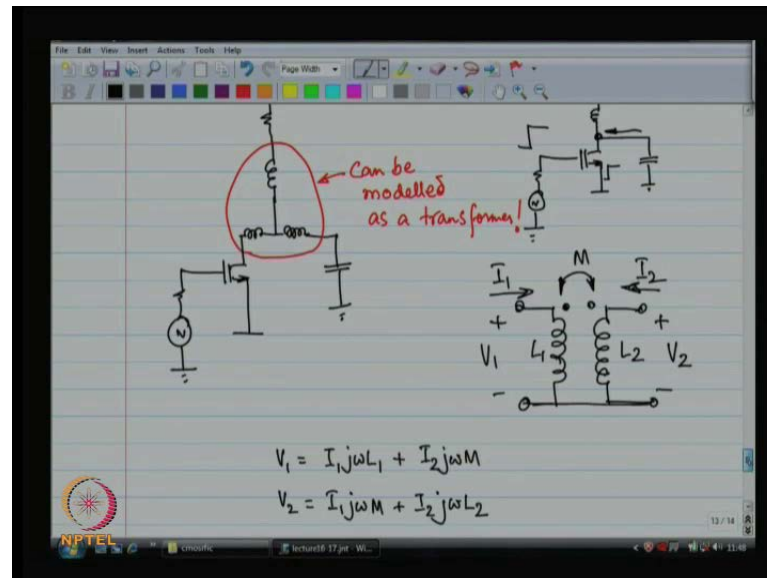 File Edit View Insert Actions Tools Help
Page Width
B I
Can be
modelled
as a transformer!
N
N
M
I₁ I₂
+ +
V₁ L₁ L2 V₂
- -
V₁ = I₁jωL₁ + I₂jωM
V₂ = I₁jωM + I₂jωL₂
NPTEL
13 / 14
cmosrfic
lecture16-17.jnt - Wi...
11:48